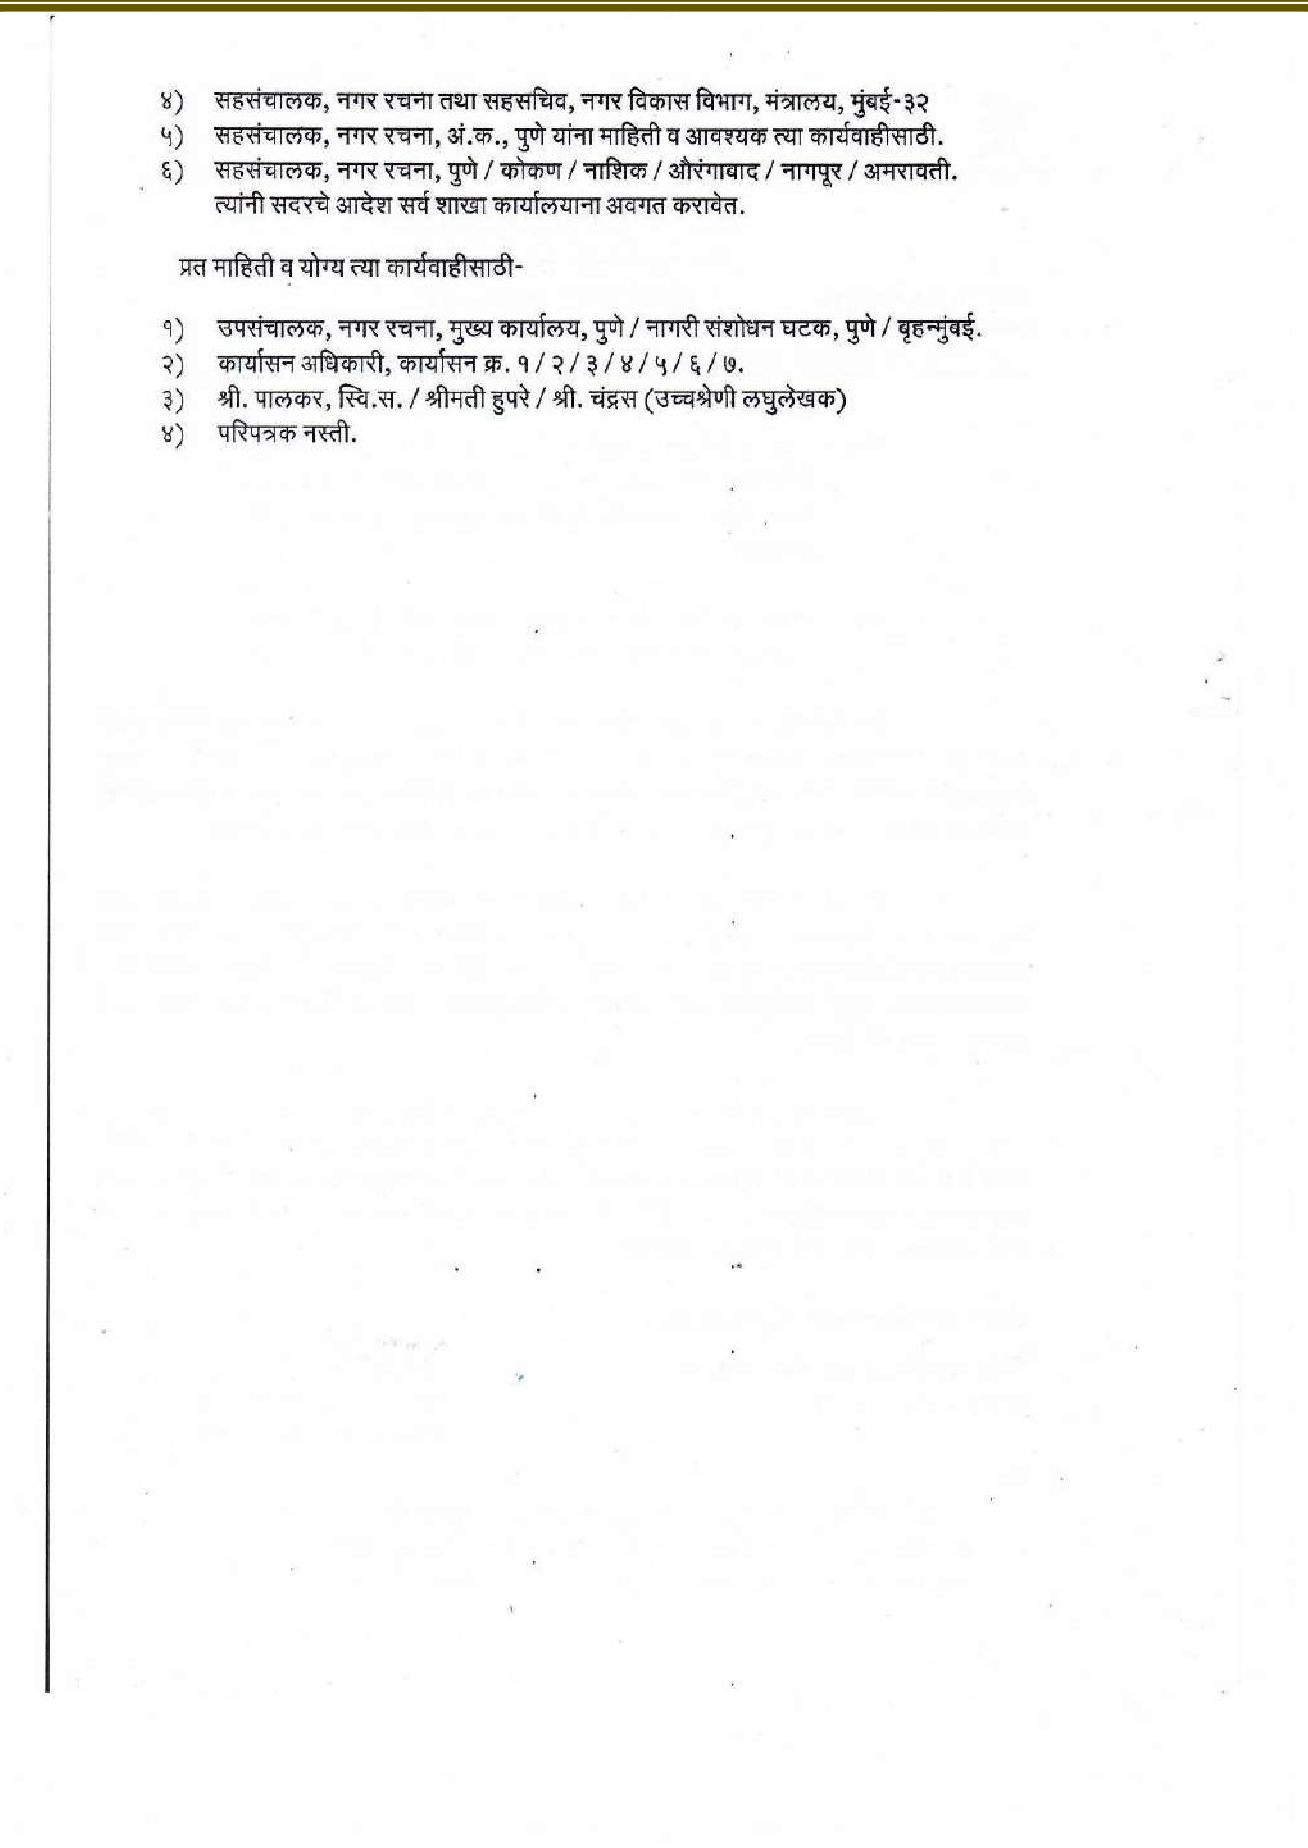 ४) सहसंचालक, नगर रचना तथा सहसचिव, नगर विकास विभाग, मंत्रालय, मुंबई-३२
५) सहसंचालक, नगर रचना, अं.क., पुणे यांना माहिती व आवश्यक त्या कार्यवाहीसाठी.
६) सहसंचालक, नगर रचना, पुणे / कोकण / नाशिक / औरंगाबाद / नागपूर / अमरावती.
त्यांनी सदरचे आदेश सर्व शाखा कार्यालयाना अवगत करावेत.
प्रत माहिती व योग्य त्या कार्यवाहीसाठी-
१) उपसंचालक, नगर रचना, मुख्य कार्यालय, पुणे / नागरी संशोधन घटक, पुणे / बृहन्मुंबई.
२) कार्यासन अधिकारी, कार्यासन क्र. १ / २ / ३ / ४ / ५ / ६ / ७.
३) श्री. पालकर, स्वि.स. / श्रीमती हुपरे / श्री. चंद्रस (उच्चश्रेणी लघुलेखक)
४) परिपत्रक नस्ती.